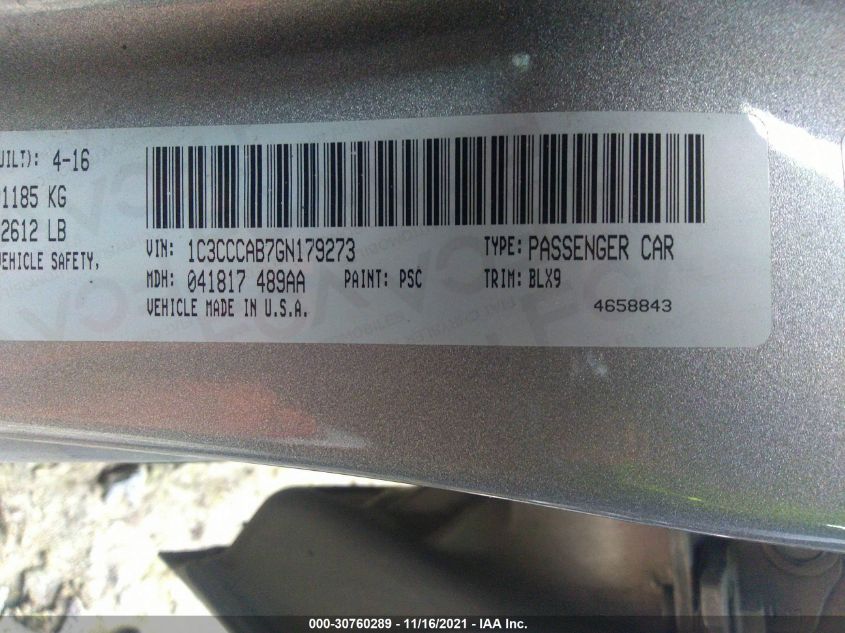 UILT): 4-16
1185 KG
2612 LB
VEHICLE SAFETY,
VIN: 1C3CCCAB7GN179273 TYPE: PASSENGER CAR
MDH: 041817 489AA PAINT: PSC TRIM: BLX9
VEHICLE MADE IN U.S.A. 4658843
000-30760289 - 11/16/2021 - IAA Inc.